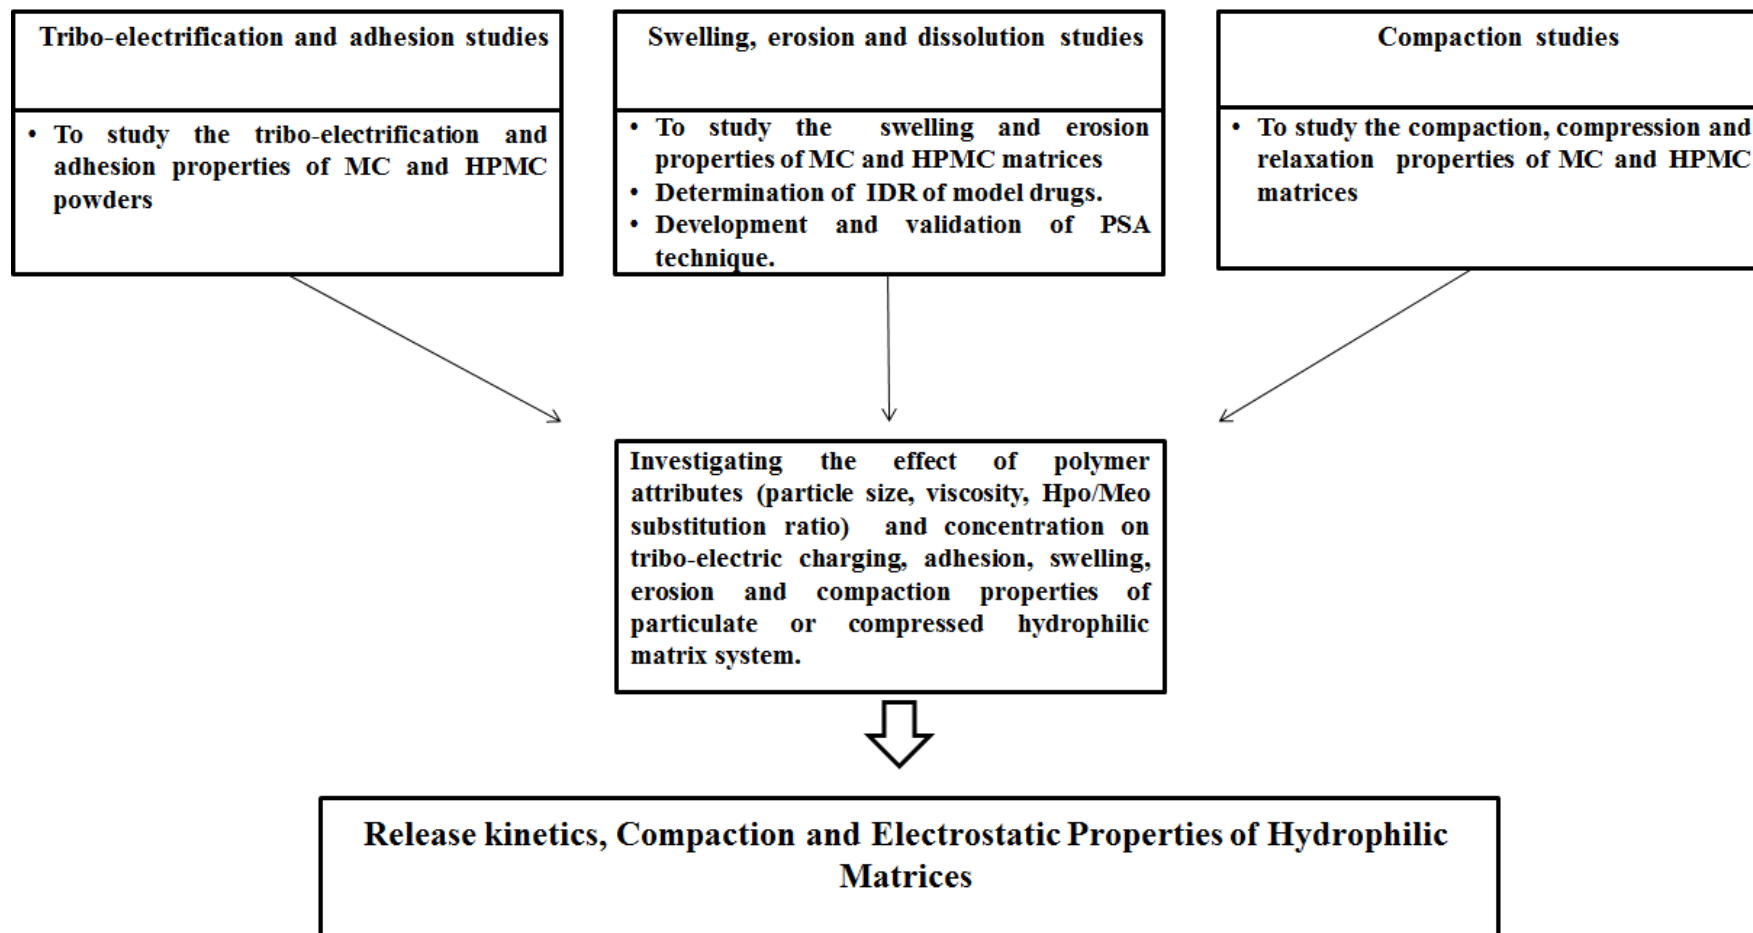 Tribo-electrification and adhesion studies
• To study the tribo-electrification and
adhesion properties of MC and HPMC
powders
Swelling, erosion and dissolution studies
• To study the swelling and erosion
properties of MC and HPMC matrices
• Determination of IDR of model drugs.
• Development and validation of PSA
technique.
Compaction studies
• To study the compaction, compression and
relaxation properties of MC and HPMC
matrices
Investigating the effect of polymer
attributes (particle size, viscosity, Hpo/Meo
substitution ratio) and concentration on
tribo-electric charging, adhesion, swelling,
erosion and compaction properties of
particulate or compressed hydrophilic
matrix system.
Release kinetics, Compaction and Electrostatic Properties of Hydrophilic
Matrices